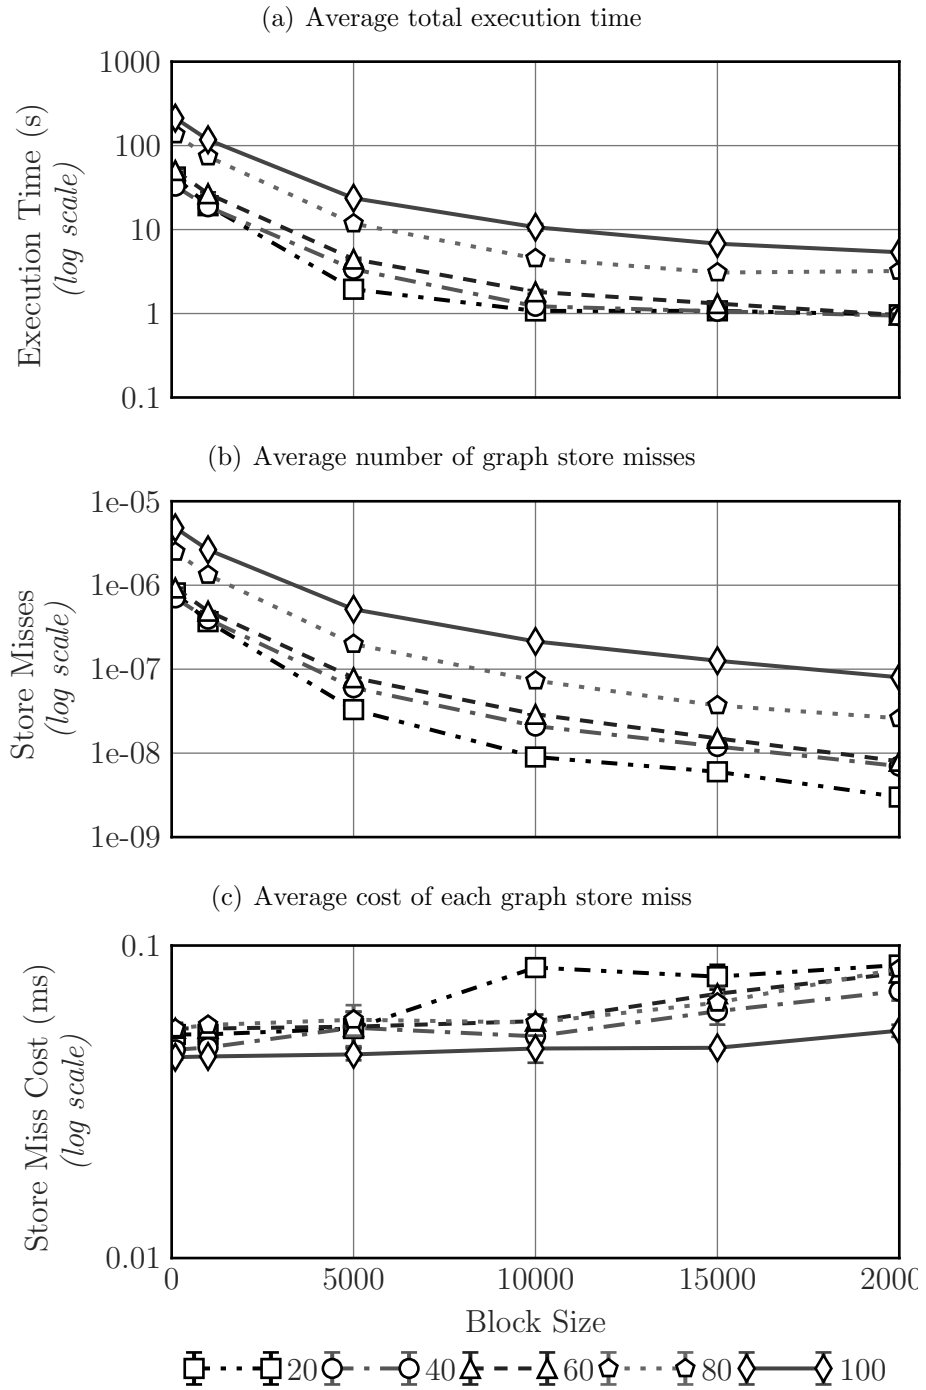 (a) Average total execution time
1000
100
10
1
0.1
Execution Time (s)
(log scale)
(b) Average number of graph store misses
1e-05
1e-06
1e-07
1e-08
1e-09
Store Misses
(log scale)
(c) Average cost of each graph store miss
0.1
0.01
Store Miss Cost (ms)
(log scale)
0 5000 10000 15000 2000
Block Size
20 40 60 80 100